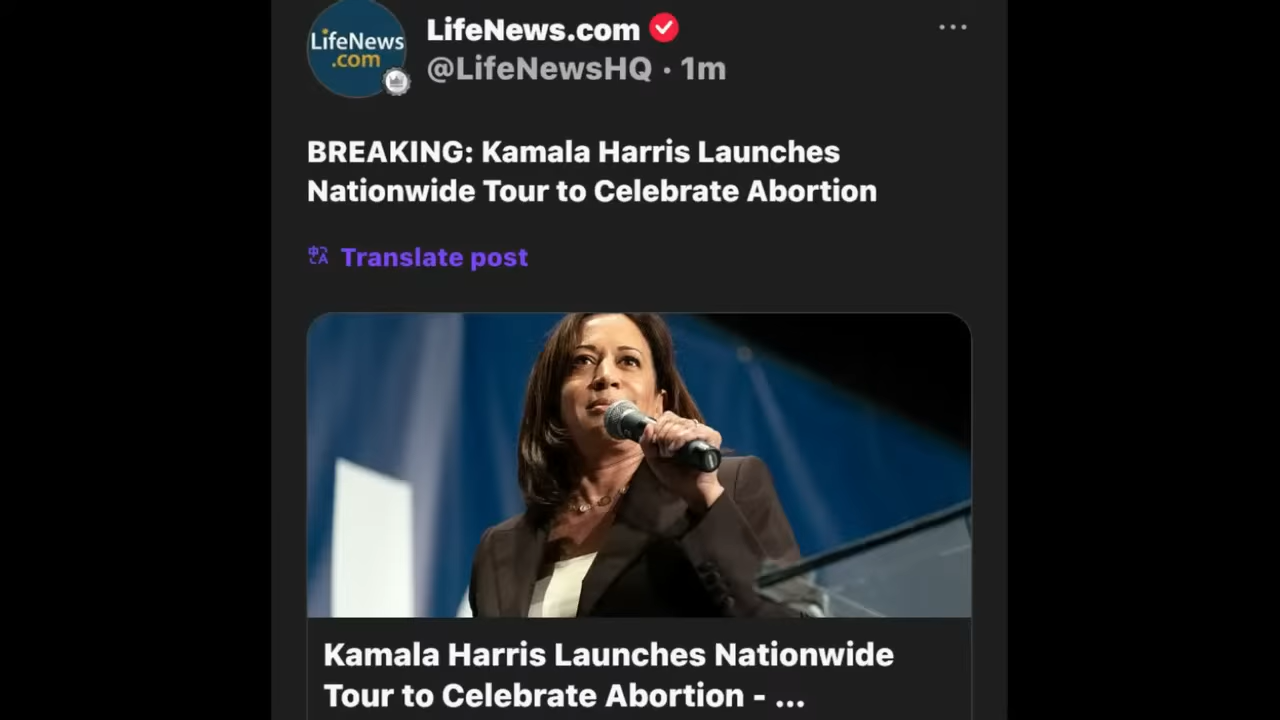 LifeNews
.com
LifeNews.com
@LifeNewsHQ · 1m
BREAKING: Kamala Harris Launches
Nationwide Tour to Celebrate Abortion
Translate post
Kamala Harris Launches Nationwide
Tour to Celebrate Abortion - ...